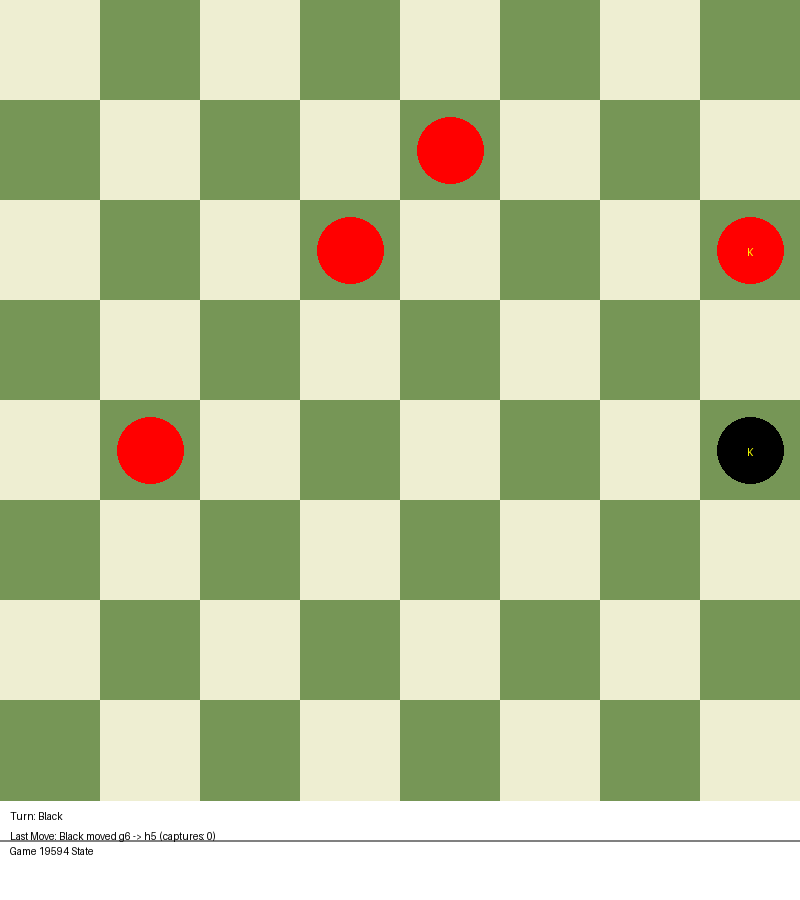 K
K
Turn: Black
Last Move: Black moved g6 -> h5 (captures: 0)
Game 19594 State